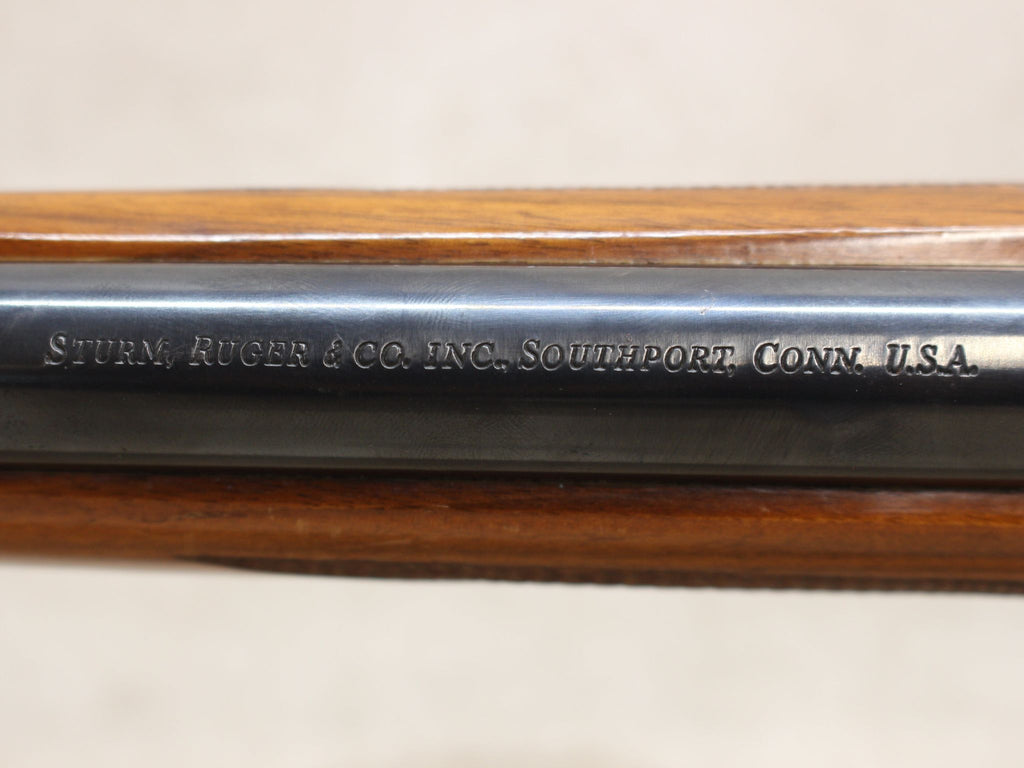 STURM, RUGER & CO. INC., SOUTHPORT, CONN. U.S.A.